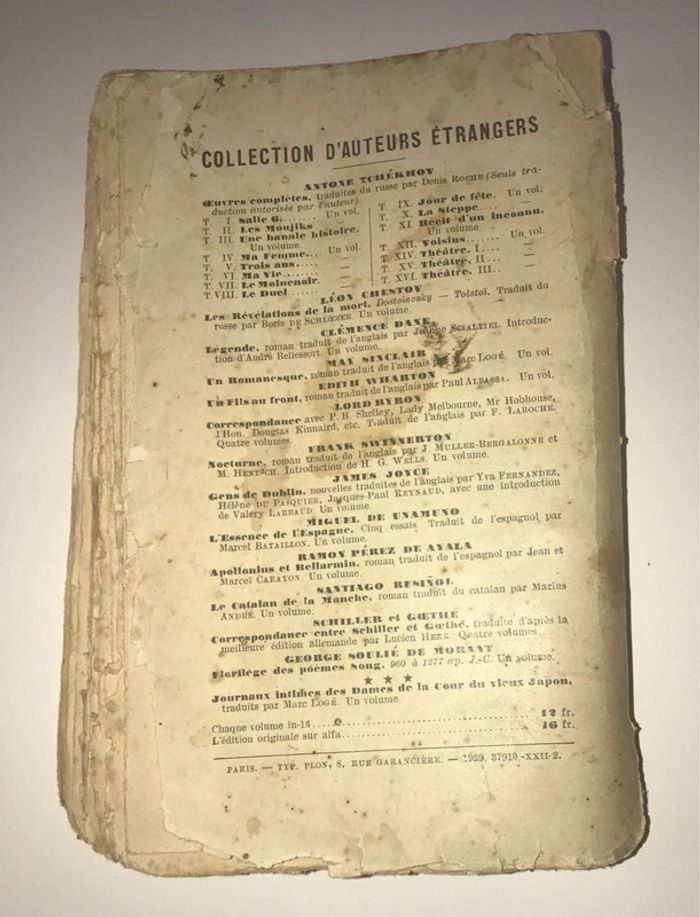 COLLECTION D'AUTEURS ÉTRANGERS
ANTONE TCHÉKHOV
Œuvres complètes, traduites du russe par Denis ROCHE (Seule tra-
duction autorisée par l'auteur).
T. I. Salle 6....... Un vol.
T. II. Les Moujiks —
T. III. Une banale histoire.
Un volume.
T. IV. Ma Femme... Un vol.
T. V. Trois ans..... —
T. VI. Ma Vie..... —
T. VII. Le Moinenoir. —
T. VIII. Le Duel...... —
T. IX. Jour de fête. Un vol.
T. X. La Steppe.... —
T. XI. Récit d'un inconnu.
Un volume.
T. XII. Voisins....... Un vol.
T. XIV. Théâtre. I.... —
T. XV. Théâtre. II... —
T. XVI. Théâtre. III.. —
LÉON CHESTOV
Les Révélations de la mort. Dostoïevsky — Tolstoï. Traduit du
russe par Boris DE SCHLŒZER. Un volume.
CLÉMENCE DANE
Légende, roman traduit de l'anglais par SCIALTIEL. Introduc-
tion d'André Bellessort. Un volume.
MAY SINCLAIR
Un Romanesque, roman traduit de l'anglais par Marc LOGÉ. Un vol.
EDITH WHARTON
Un Fils au front, roman traduit de l'anglais par Paul ALFASSA. Un vol.
LORD BYRON
Correspondance avec P. B. Shelley, Lady Melbourne, Mr Hobhouse,
l'Hon. Douglas Kinnaird, etc. Traduit de l'anglais par F. LAROCHE.
Quatre volumes.
FRANK SWINNERTON
Nocturne, roman traduit de l'anglais par J. MULLER-BERGALONNE et
M. HENTSCH. Introduction de H. G. WELLS. Un volume.
JAMES JOYCE
Gens de Dublin, nouvelles traduites de l'anglais par Yva FERNANDEZ,
Hélène DU PASQUIER, Jacques-Paul REYNAUD, avec une introduction
de Valery LARBAUD. Un volume.
MIGUEL DE UNAMUNO
L'Essence de l'Espagne. Cinq essais. Traduit de l'espagnol par
Marcel BATAILLON. Un volume.
RAMON PÉREZ DE AYALA
Apollonius et Bellarmin, roman traduit de l'espagnol par Jean et
Marcel CARAYON. Un volume.
SANTIAGO RUSIÑOL
Le Catalan de la Manche, roman traduit du catalan par Marius
ANDRÉ. Un volume.
SCHILLER et GŒTHE
Correspondance entre Schiller et Gœthe, traduite d'après la
meilleure édition allemande par Lucien HERR. Quatre volumes.
GEORGE SOULIÉ DE MORANT
Florilège des poèmes Song. 960 à 1277 ap. J.-C. Un volume.
★ ★ ★
Journaux intimes des Dames de la Cour du vieux Japon,
traduits par Marc LOGÉ. Un volume.
Chaque volume in-16.................... 12 fr.
L'édition originale sur alfa.................... 16 fr.
PARIS. — TYP. PLON, 8, RUE GARANCIÈRE. — 1929. 37910.-XXII-2.